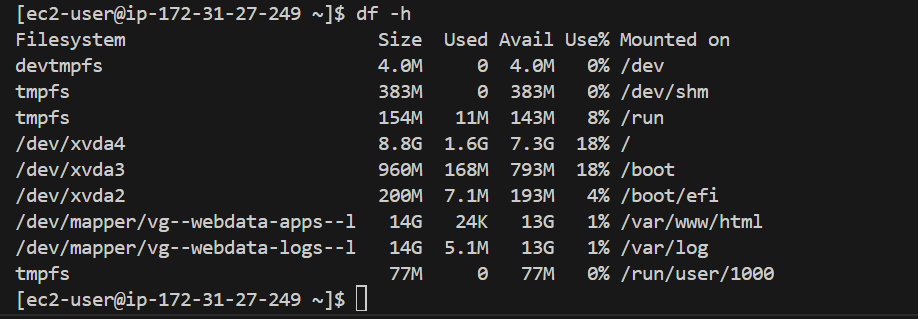 [ec2-user@ip-172-31-27-249 ~]$ df -h
Filesystem                        Size  Used Avail Use% Mounted on
devtmpfs                          4.0M     0  4.0M   0% /dev
tmpfs                             383M     0  383M   0% /dev/shm
tmpfs                             154M   11M  143M   8% /run
/dev/xvda4                        8.8G  1.6G  7.3G  18% /
/dev/xvda3                        960M  168M  793M  18% /boot
/dev/xvda2                        200M  7.1M  193M   4% /boot/efi
/dev/mapper/vg--webdata-apps--l    14G   24K   13G   1% /var/www/html
/dev/mapper/vg--webdata-logs--l    14G  5.1M   13G   1% /var/log
tmpfs                              77M     0   77M   0% /run/user/1000
[ec2-user@ip-172-31-27-249 ~]$